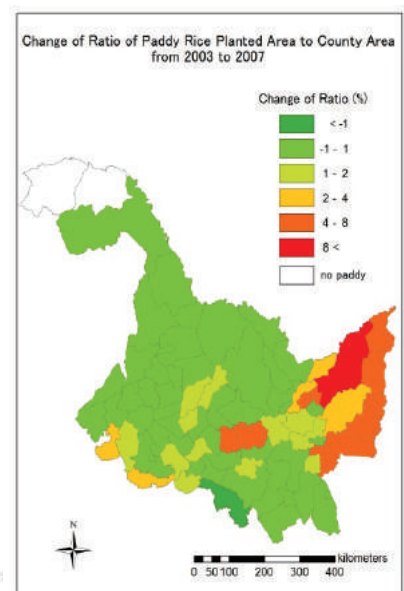 Change of Ratio of Paddy Rice Planted Area to County Area
from 2003 to 2007
Change of Ratio (%)
< -1
-1 - 1
1 - 2
2 - 4
4 - 8
8 <
no paddy
N
kilometers
0 50 100 200 300 400